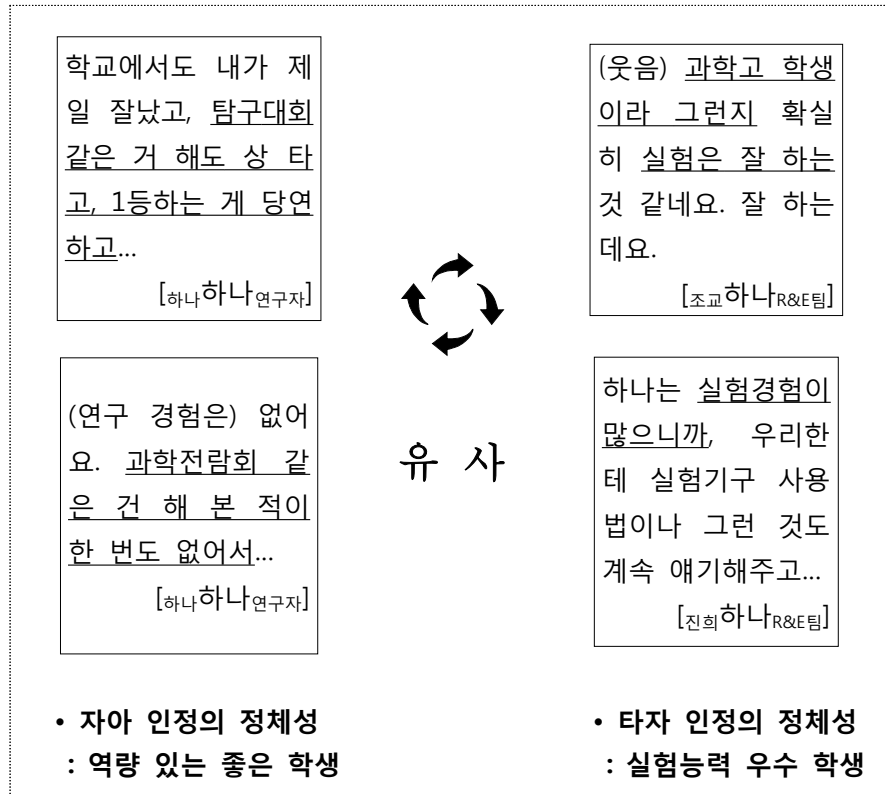 학교에서도 내가 제
일 잘났고, 탐구대회
같은 거 해도 상 타
고, 1등하는 게 당연
하고...
[하나하나연구자]
(연구 경험은) 없어
요. 과학전람회 같
은 건 해 본 적이
한 번도 없어서...
[하나하나연구자]
유 사
(웃음) 과학고 학생
이라 그런지 확실
히 실험은 잘 하는
것 같네요. 잘 하는
데요.
[조교하나R&E팀]
하나는 실험경험이
많으니까, 우리한
테 실험기구 사용
법이나 그런 것도
계속 얘기해주고...
[진희하나R&E팀]
• 자아 인정의 정체성
: 역량 있는 좋은 학생
• 타자 인정의 정체성
: 실험능력 우수 학생